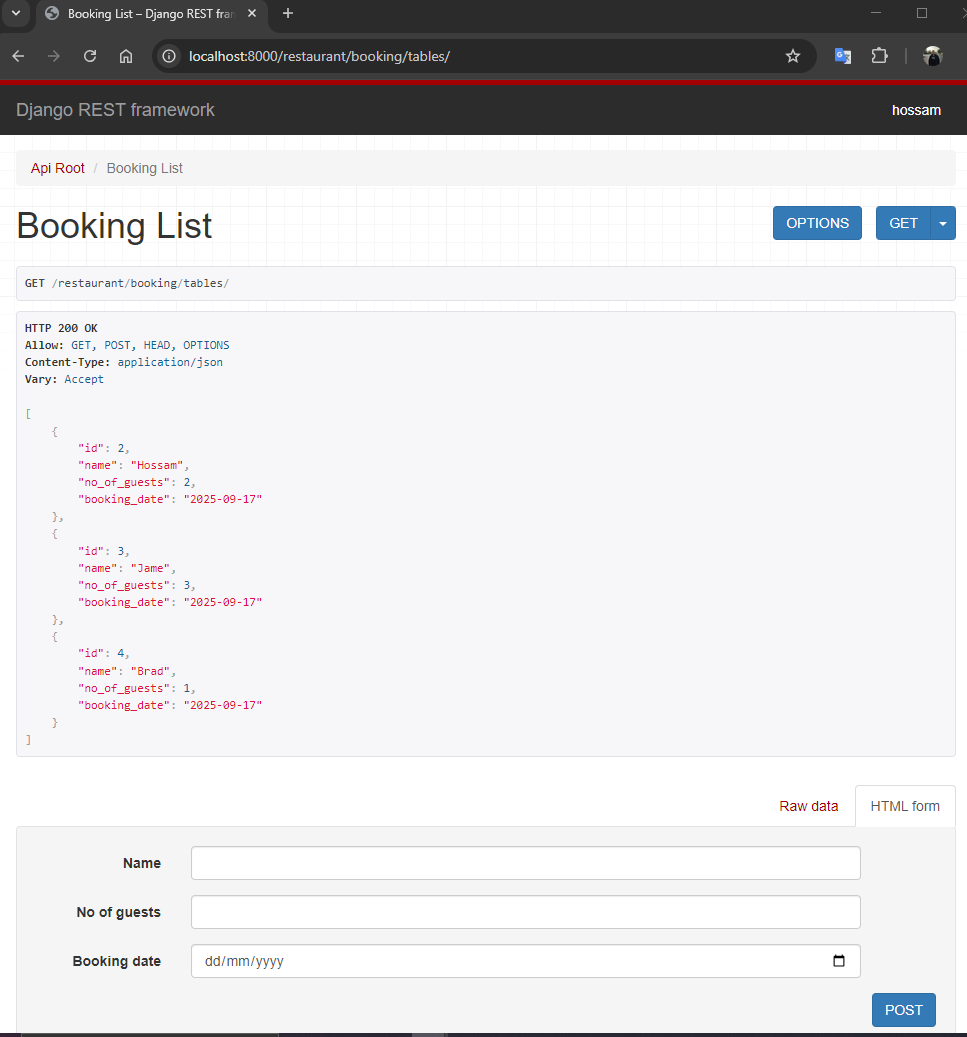 Booking List – Django REST fran
localhost:8000/restaurant/booking/tables/
Django REST framework
hossam
Api Root / Booking List
Booking List
OPTIONS
GET
GET /restaurant/booking/tables/
HTTP 200 OK
Allow: GET, POST, HEAD, OPTIONS
Content-Type: application/json
Vary: Accept
[
    {
        "id": 2,
        "name": "Hossam",
        "no_of_guests": 2,
        "booking_date": "2025-09-17"
    },
    {
        "id": 3,
        "name": "Jame",
        "no_of_guests": 3,
        "booking_date": "2025-09-17"
    },
    {
        "id": 4,
        "name": "Brad",
        "no_of_guests": 1,
        "booking_date": "2025-09-17"
    }
]
Raw data
HTML form
Name
No of guests
Booking date
dd/mm/yyyy
POST